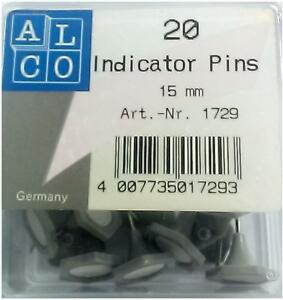 AL
CO
20
Indicator Pins
15 mm
Art.-Nr. 1729
4 007735 017293
Germany